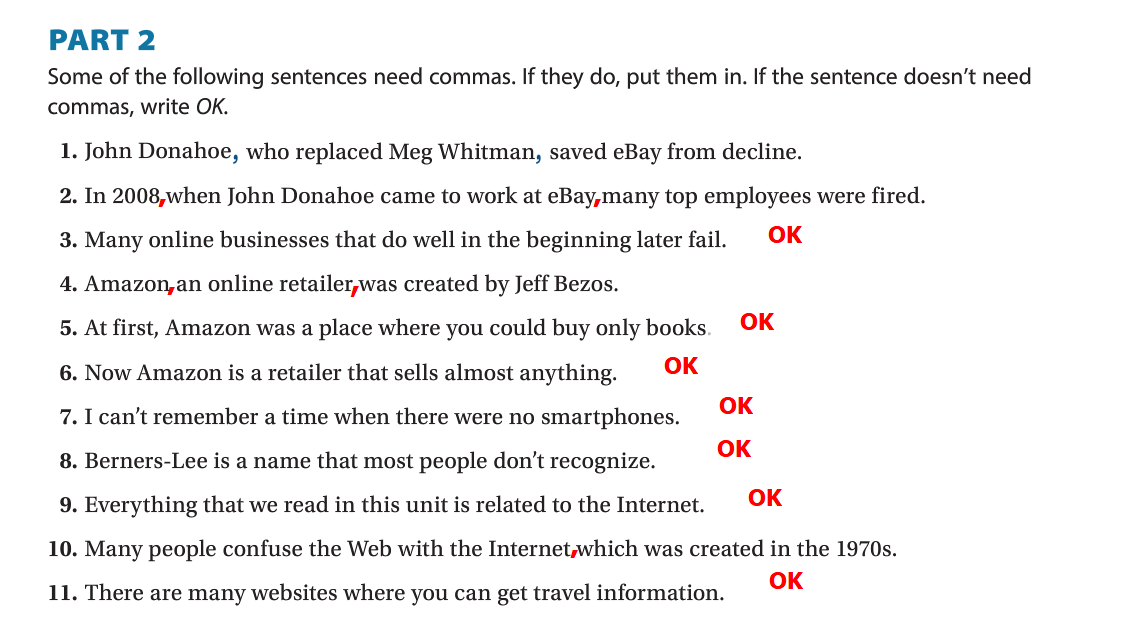 PART 2
Some of the following sentences need commas. If they do, put them in. If the sentence doesn’t need
commas, write OK.
1. John Donahoe, who replaced Meg Whitman, saved eBay from decline.
2. In 2008,when John Donahoe came to work at eBay,many top employees were fired.
3. Many online businesses that do well in the beginning later fail. OK
4. Amazon,an online retailer,was created by Jeff Bezos.
5. At first, Amazon was a place where you could buy only books. OK
6. Now Amazon is a retailer that sells almost anything. OK
7. I can’t remember a time when there were no smartphones. OK
8. Berners-Lee is a name that most people don’t recognize. OK
9. Everything that we read in this unit is related to the Internet. OK
10. Many people confuse the Web with the Internet,which was created in the 1970s.
11. There are many websites where you can get travel information. OK